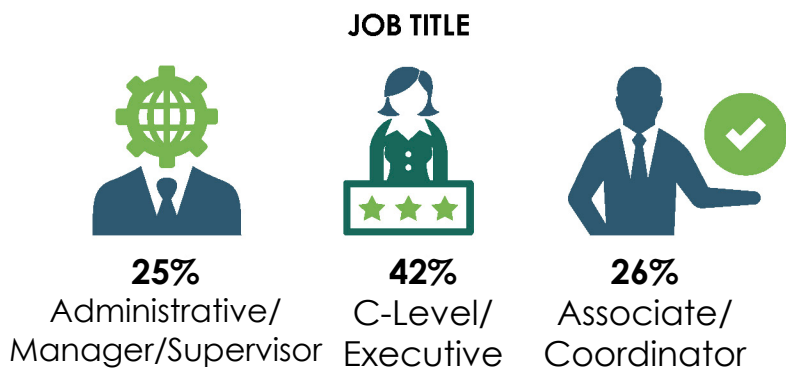 JOB TITLE
25%
Administrative/
Manager/Supervisor
42%
C-Level/
Executive
26%
Associate/
Coordinator